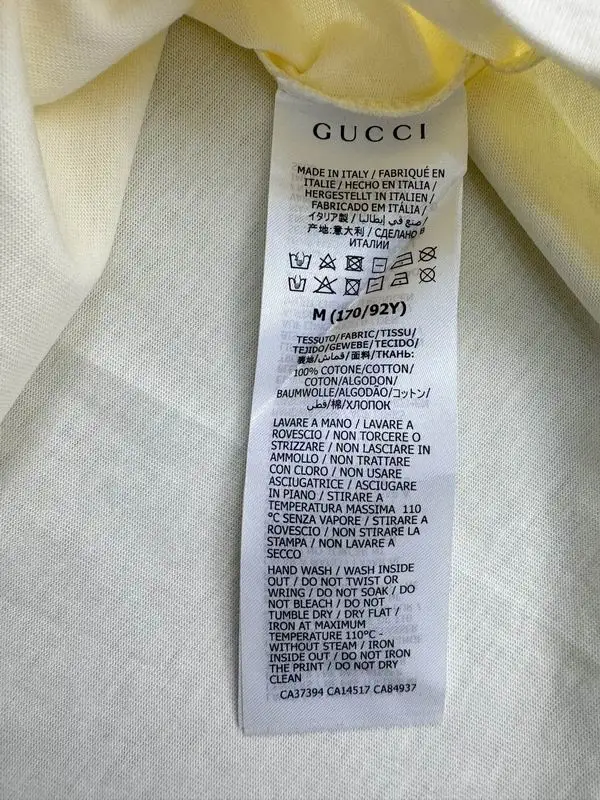 GUCCI
MADE IN ITALY / FABRIQUÉ EN
ITALIE / HECHO EN ITALIA /
HERGESTELLT IN ITALIEN /
FABRICADO EM ITÁLIA /
イタリア製 / صنع في إيطاليا /
产地:意大利 / СДЕЛАНО В
ИТАЛИИ
M (170/92Y)
TESSUTO/FABRIC/TISSU/
TEJIDO/GEWEBE/TECIDO/
表地/قماش/面料/ТКАНЬ:
100% COTONE/COTTON/
COTON/ALGODON/
BAUMWOLLE/ALGODÃO/コットン/
قطن/棉/ХЛОПОК
LAVARE A MANO / LAVARE A
ROVESCIO / NON TORCERE O
STRIZZARE / NON LASCIARE IN
AMMOLLO / NON TRATTARE
CON CLORO / NON USARE
ASCIUGATRICE / ASCIUGARE
IN PIANO / STIRARE A
TEMPERATURA MASSIMA 110
°C SENZA VAPORE / STIRARE A
ROVESCIO / NON STIRARE LA
STAMPA / NON LAVARE A
SECCO
HAND WASH / WASH INSIDE
OUT / DO NOT TWIST OR
WRING / DO NOT SOAK / DO
NOT BLEACH / DO NOT
TUMBLE DRY / DRY FLAT /
IRON AT MAXIMUM
TEMPERATURE 110°C -
WITHOUT STEAM / IRON
INSIDE OUT / DO NOT IRON
THE PRINT / DO NOT DRY
CLEAN
CA37394 CA14517 CA84937